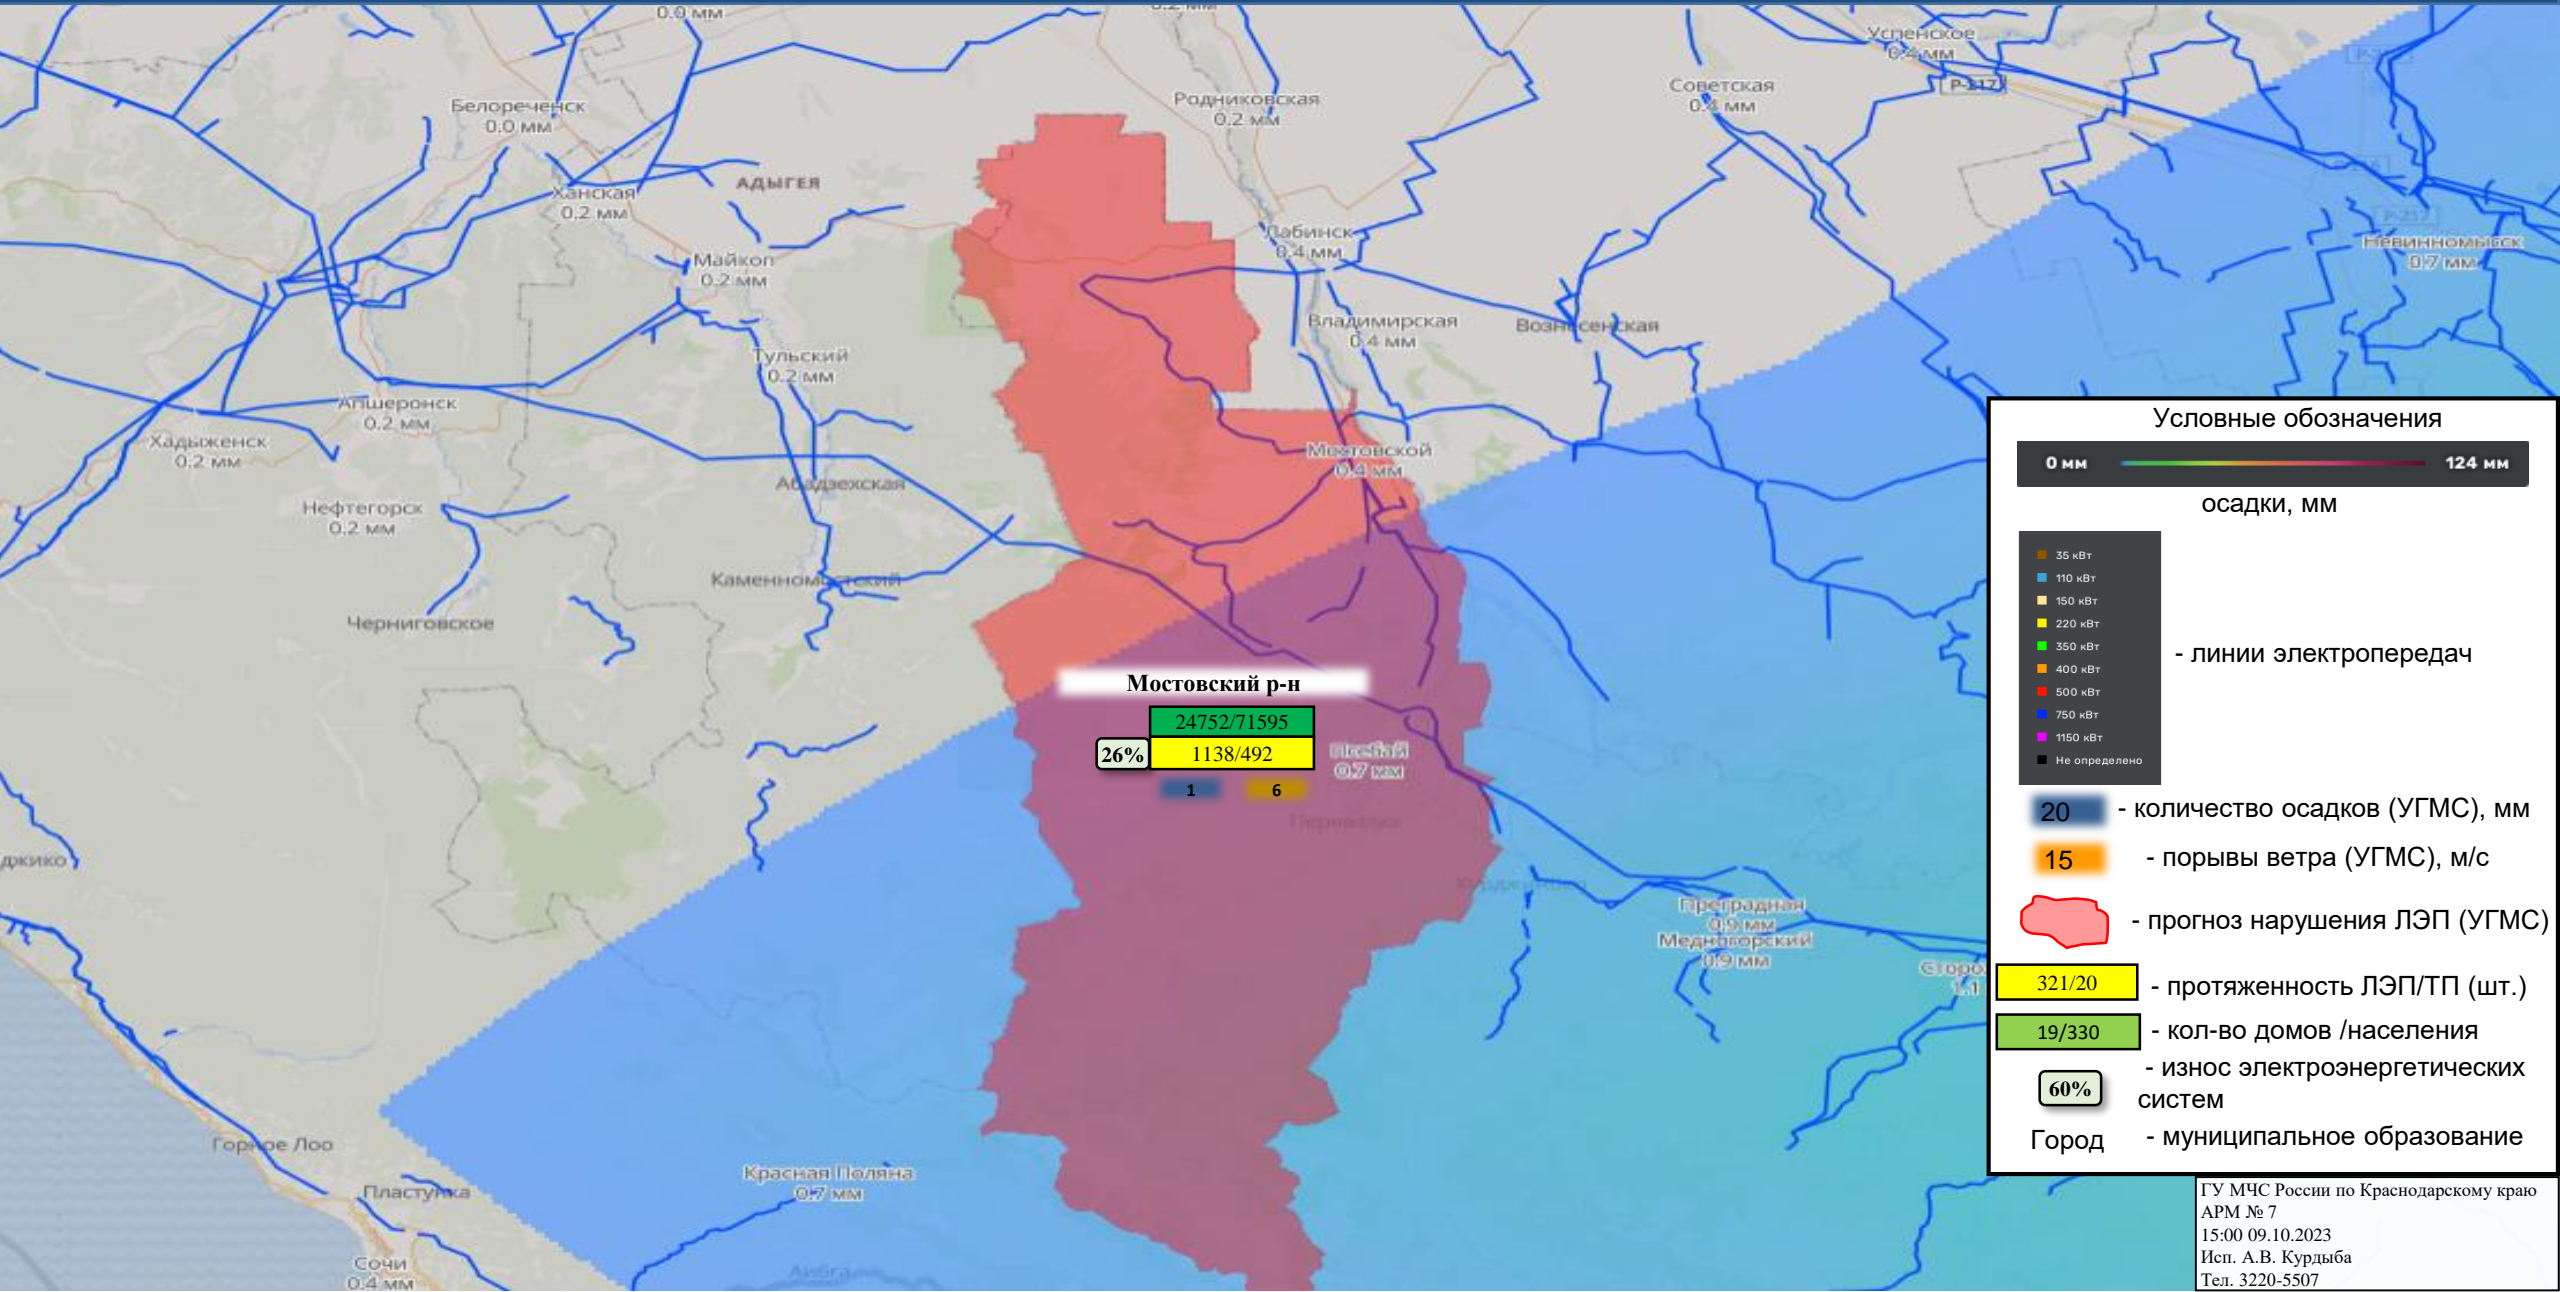 0.0 мм
0.2 мм
Успенское
0.4 мм
Р-217
Советская
0.4 мм
Родниковская
0.2 мм
Белореченск
0.0 мм
Ханская
0.2 мм
АДЫГЕЯ
Р-217
Невинномысск
0.7 мм
Лабинск
0.4 мм
Майкоп
0.2 мм
Владимирская
0.4 мм
Вознесенская
Тульский
0.2 мм
Апшеронск
0.2 мм
Хадыженск
0.2 мм
Мостовской
0.4 мм
Абадзехская
Нефтегорск
0.2 мм
Каменномостский
Черниговское
Мостовский р-н
24752/71595
26%
1138/492
1
6
Псебай
0.7 мм
Перевалка
джико
Курджиново
Преградная
0.9 мм
Медногорский
0.9 мм
Сторо
1.1
Горное Лоо
Пластунка
Красная Поляна
0.7 мм
Сочи
0.4 мм
Аибга
Условные обозначения
0 мм
124 мм
осадки, мм
35 кВт
110 кВт
150 кВт
220 кВт
350 кВт
400 кВт
500 кВт
750 кВт
1150 кВт
Не определено
- линии электропередач
20 - количество осадков (УГМС), мм
15 - порывы ветра (УГМС), м/с
- прогноз нарушения ЛЭП (УГМС)
321/20 - протяженность ЛЭП/ТП (шт.)
19/330 - кол-во домов /населения
60% - износ электроэнергетических
систем
Город - муниципальное образование
ГУ МЧС России по Краснодарскому краю
АРМ № 7
15:00 09.10.2023
Исп. А.В. Курдыба
Тел. 3220-5507